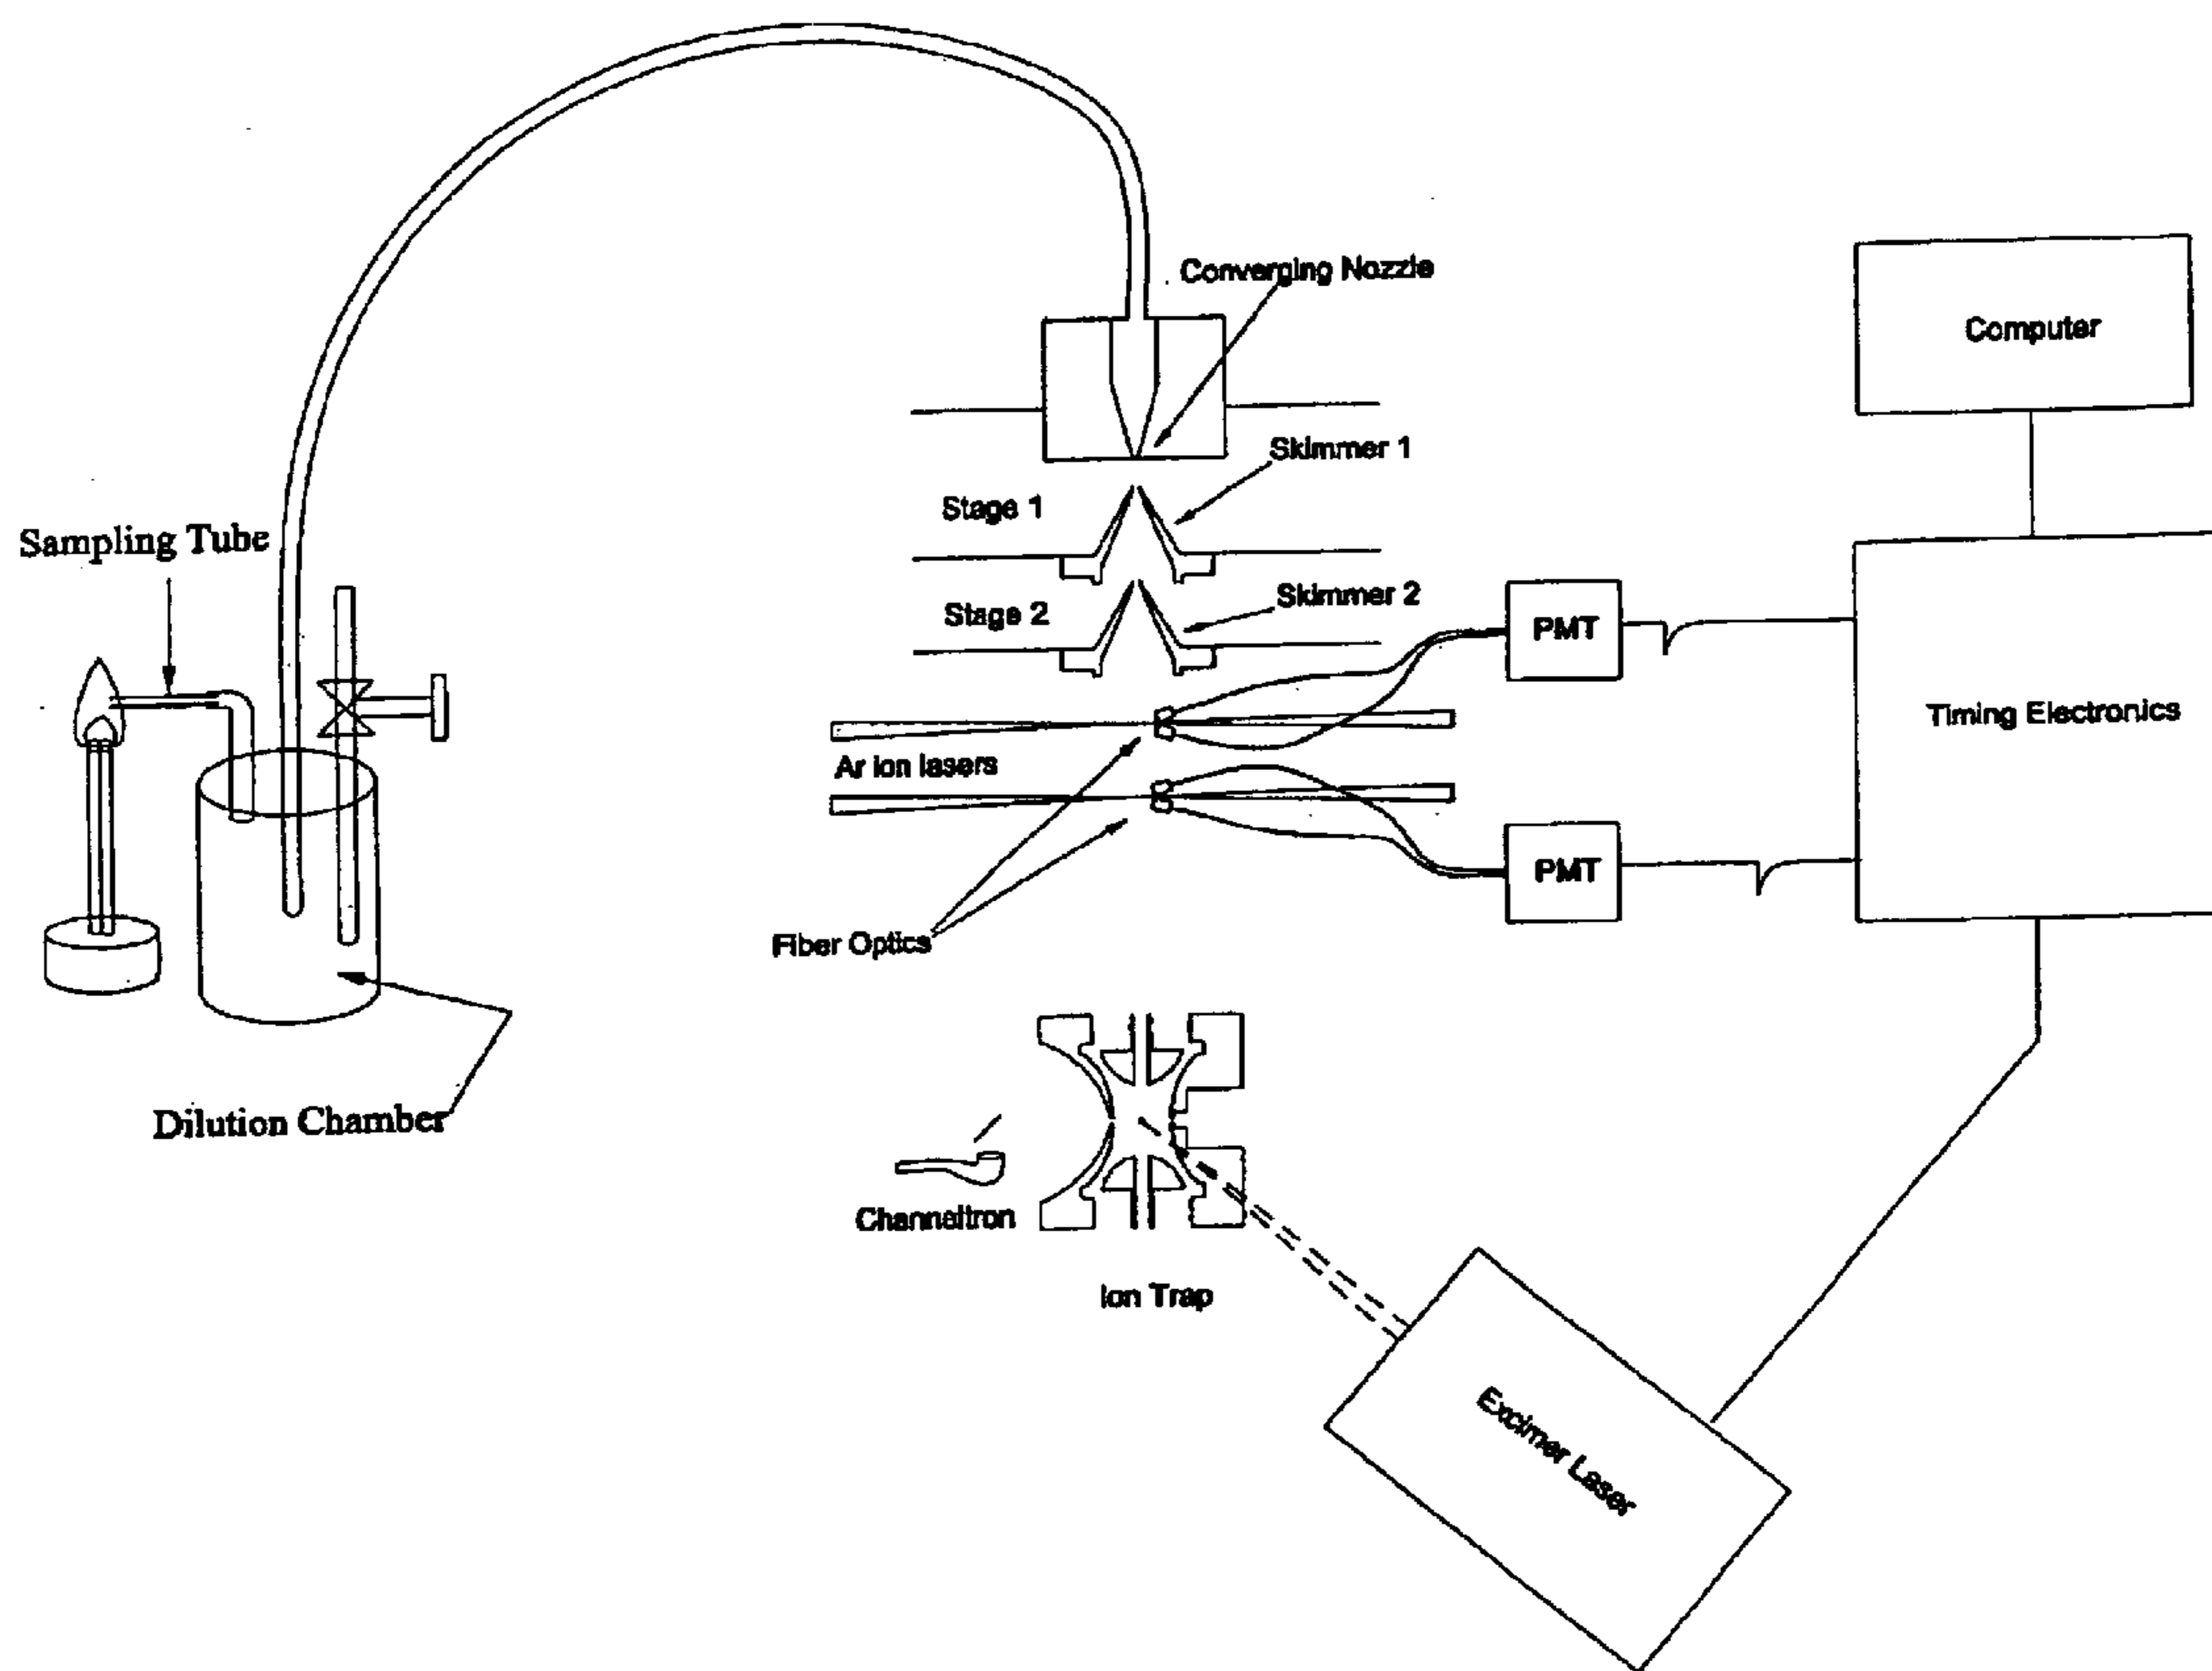 Converging Nozzle
Computer
Skimmer 1
Stage 1
Sampling Tube
Skimmer 2
Stage 2
PMT
Timing Electronics
Ar ion lasers
PMT
Fiber Optics
Dilution Chamber
Channeltron
Ion Trap
Excimer Laser